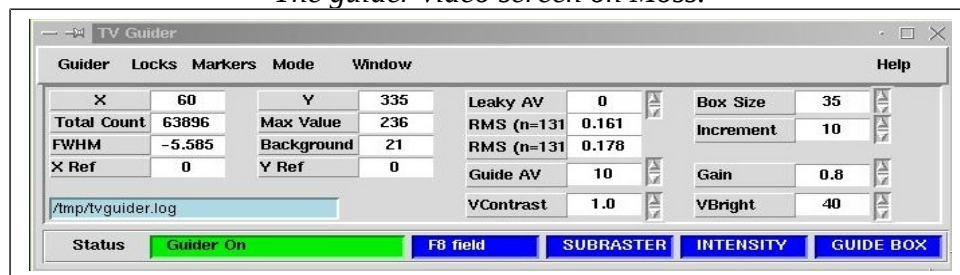 The guider video screen on Moss.
TV Guider
Guider Locks Markers Mode Window Help
X 60 Y 335 Leaky AV 0 Box Size 35
Total Count 63896 Max Value 236 RMS (n=131 0.161 Increment 10
FWHM -5.585 Background 21 RMS (n=131 0.178
X Ref 0 Y Ref 0 Guide AV 10 Gain 0.8
/tmp/tvguider.log VContrast 1.0 VBright 40
Status Guider On F8 field SUBRASTER INTENSITY GUIDE BOX